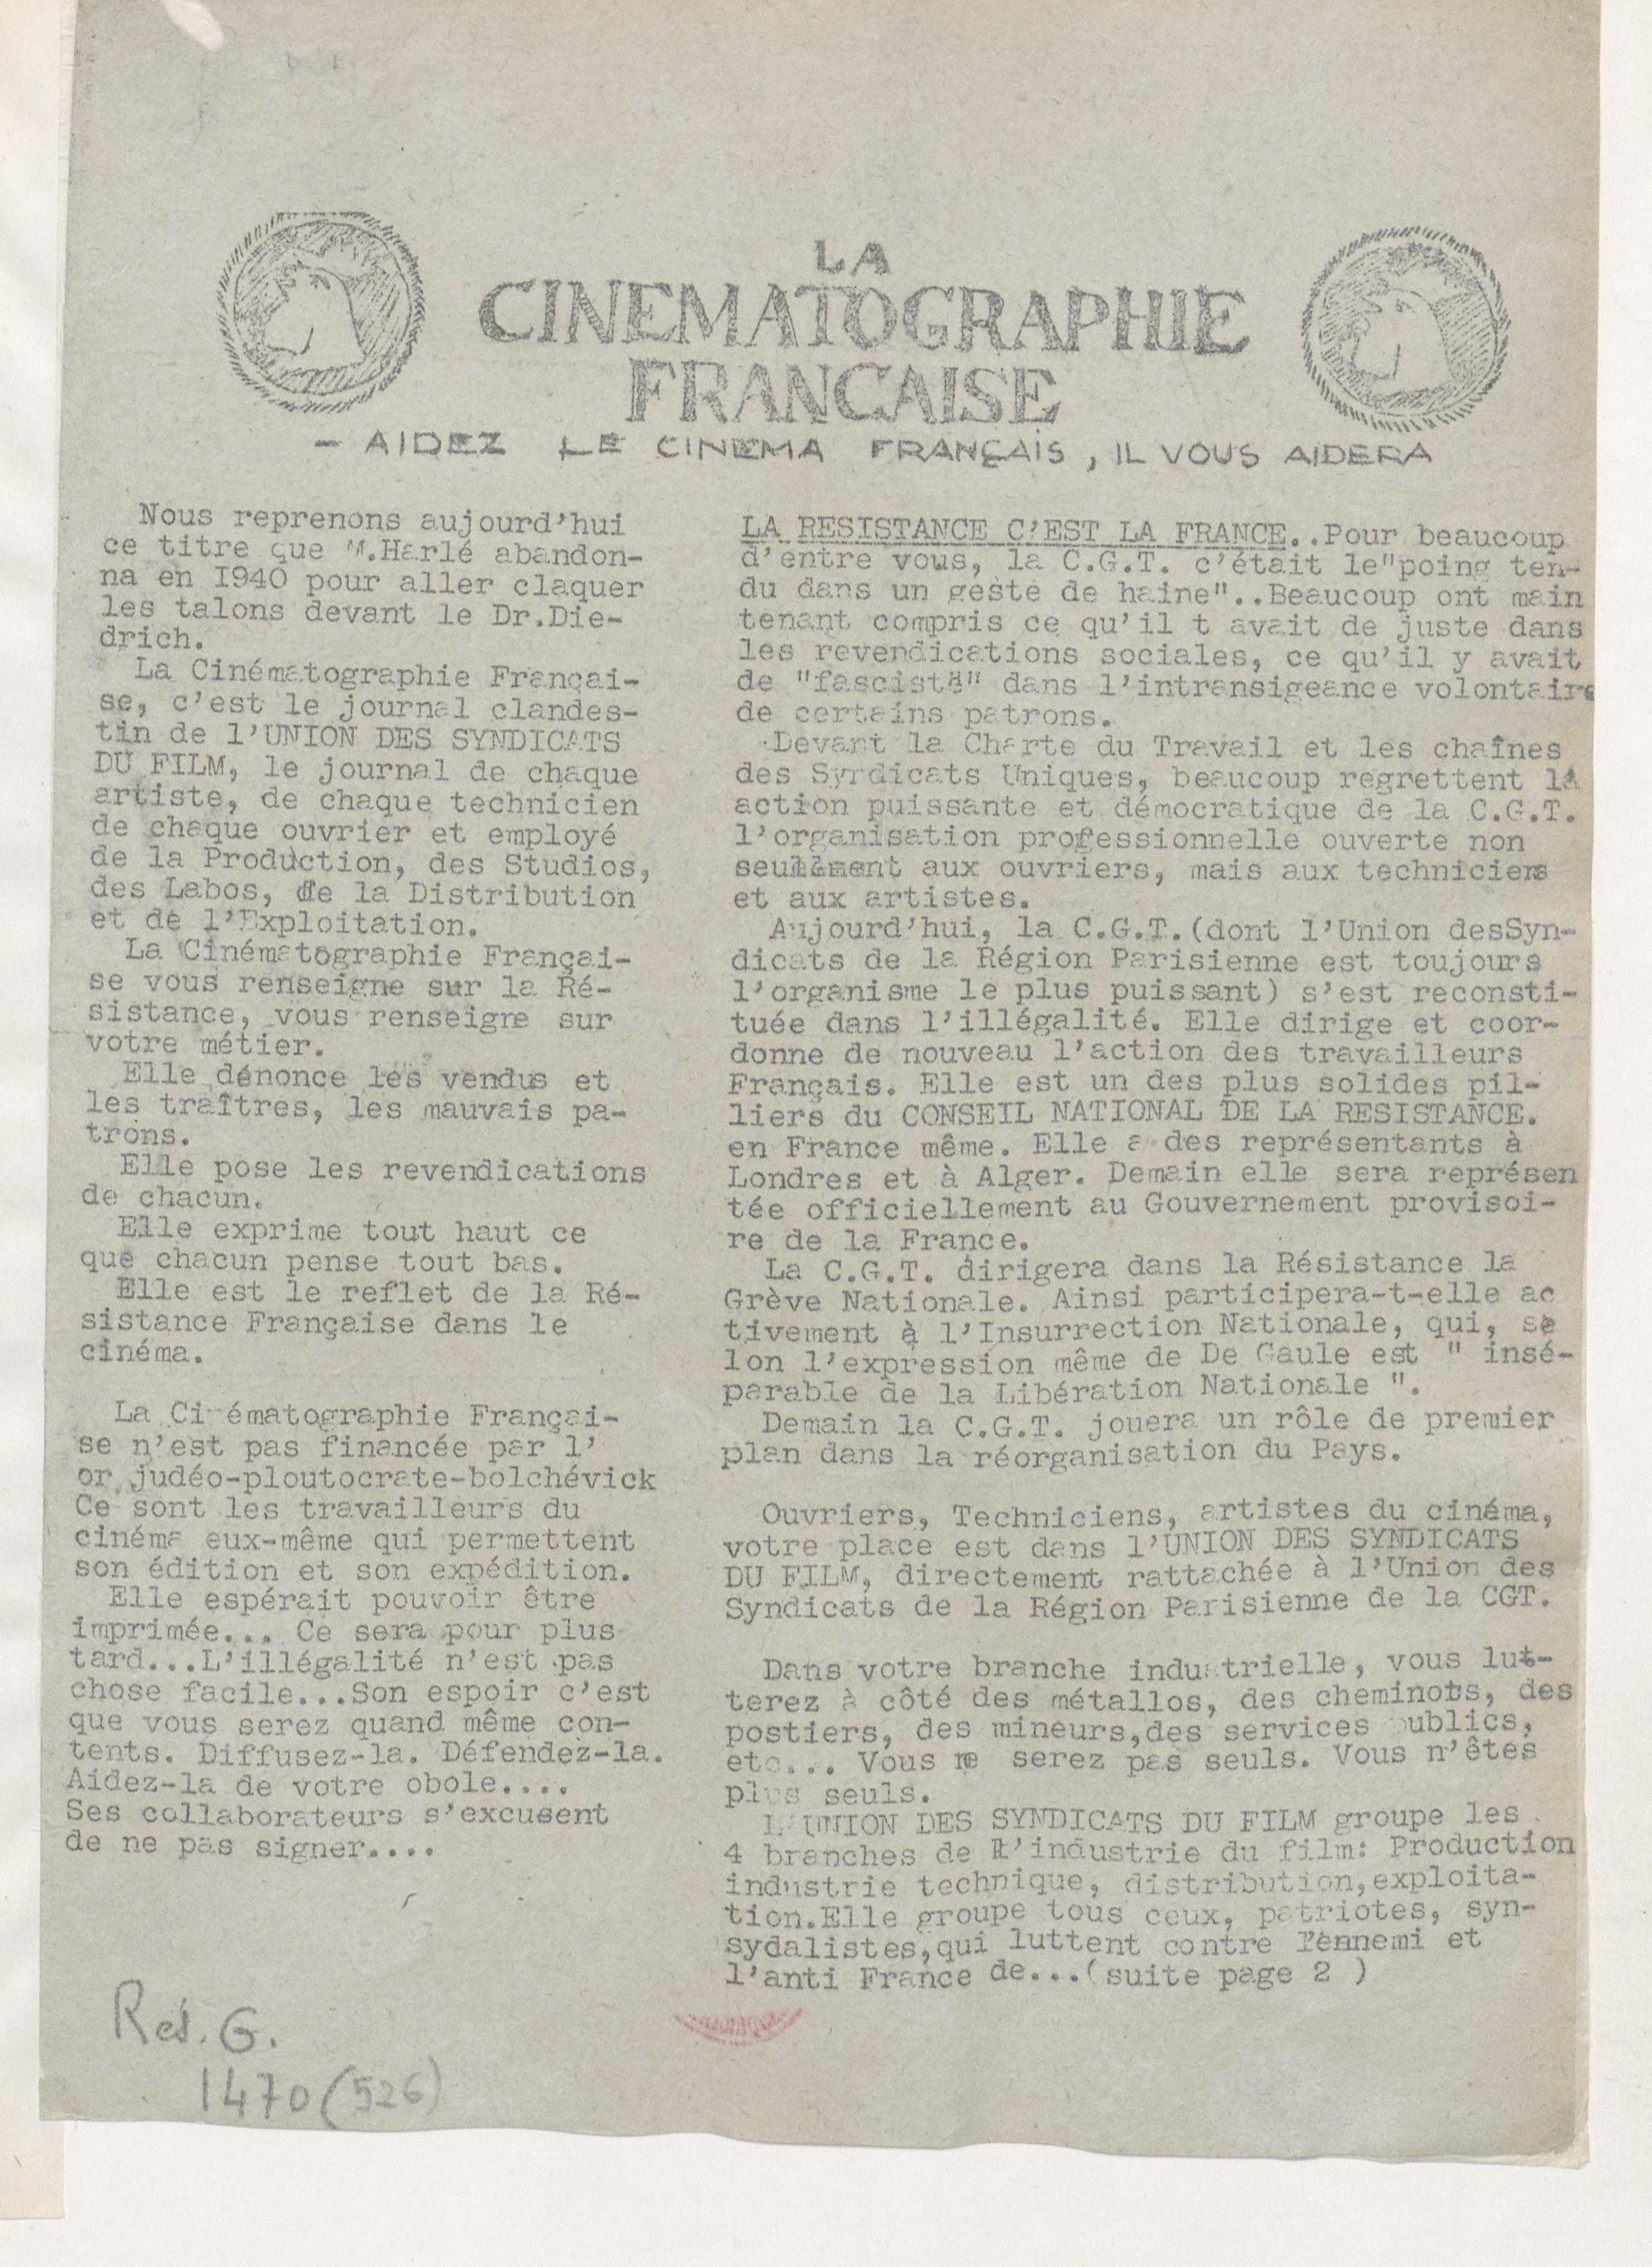 LA
CINEMATOGRAPHIE
FRANCAISE
- AIDEZ LE CINEMA FRANÇAIS, IL VOUS AIDERA
Nous reprenons aujourd'hui
ce titre que M.Harlé abandon-
na en I940 pour aller claquer
les talons devant le Dr.Die-
drich.
La Cinématographie Françai-
se, c'est le journal clandes-
tin de l'UNION DES SYNDICATS
DU FILM, le journal de chaque
artiste, de chaque technicien
de chaque ouvrier et employé
de la Production, des Studios,
des Labos, de la Distribution
et de l'Exploitation.
La Cinématographie Françai-
se vous renseigne sur la Ré-
sistance, vous renseigne sur
votre métier.
Elle dénonce les vendus et
les traîtres, les mauvais pa-
trons.
Elle pose les revendications
de chacun.
Elle exprime tout haut ce
que chacun pense tout bas.
Elle est le reflet de la Ré-
sistance Française dans le
cinéma.
La Cinématographie Françai-
se n'est pas financée par l'
or judéo-ploutocrate-bolchévick
Ce sont les travailleurs du
cinéma eux-même qui permettent
son édition et son expédition.
Elle espérait pouvoir être
imprimée... Ce sera pour plus
tard...L'illégalité n'est pas
chose facile...Son espoir c'est
que vous serez quand même con-
tents. Diffusez-la. Défendez-la.
Aidez-la de votre obole....
Ses collaborateurs s'excusent
de ne pas signer....
LA RESISTANCE C'EST LA FRANCE..Pour beaucoup
d'entre vous, la C.G.T. c'était le"poing ten-
du dans un geste de haine"..Beaucoup ont main
tenant compris ce qu'il t avait de juste dans
les revendications sociales, ce qu'il y avait
de "fasciste" dans l'intransigeance volontaire
de certains patrons.
Devant la Charte du Travail et les chaînes
des Syndicats Uniques, beaucoup regrettent la
action puissante et démocratique de la C.G.T.
l'organisation professionnelle ouverte non
seulement aux ouvriers, mais aux techniciens
et aux artistes.
Aujourd'hui, la C.G.T.(dont l'Union desSyn-
dicats de la Région Parisienne est toujours
l'organisme le plus puissant) s'est reconsti-
tuée dans l'illégalité. Elle dirige et coor-
donne de nouveau l'action des travailleurs
Français. Elle est un des plus solides pil-
liers du CONSEIL NATIONAL DE LA RESISTANCE.
en France même. Elle a des représentants à
Londres et à Alger. Demain elle sera représen
tée officiellement au Gouvernement provisoi-
re de la France.
La C.G.T. dirigera dans la Résistance la
Grève Nationale. Ainsi participera-t-elle ac
tivement à l'Insurrection Nationale, qui, se
lon l'expression même de De Gaule est " insé-
parable de la Libération Nationale ".
Demain la C.G.T. jouera un rôle de premier
plan dans la réorganisation du Pays.
Ouvriers, Techniciens, artistes du cinéma,
votre place est dans l'UNION DES SYNDICATS
DU FILM, directement rattachée à l'Union des
Syndicats de la Région Parisienne de la CGT.
Dans votre branche industrielle, vous lut-
terez à côté des métallos, des cheminots, des
postiers, des mineurs,des services publics,
etc... Vous ne serez pas seuls. Vous n'êtes
plus seuls.
L'UNION DES SYNDICATS DU FILM groupe les
4 branches de l'industrie du film: Production
industrie technique, distribution,exploita-
tion.Elle groupe tous ceux, patriotes, syn-
sydalistes,qui luttent contre l'ennemi et
l'anti France de...(suite page 2 )
Rés. G.
1470 (526)